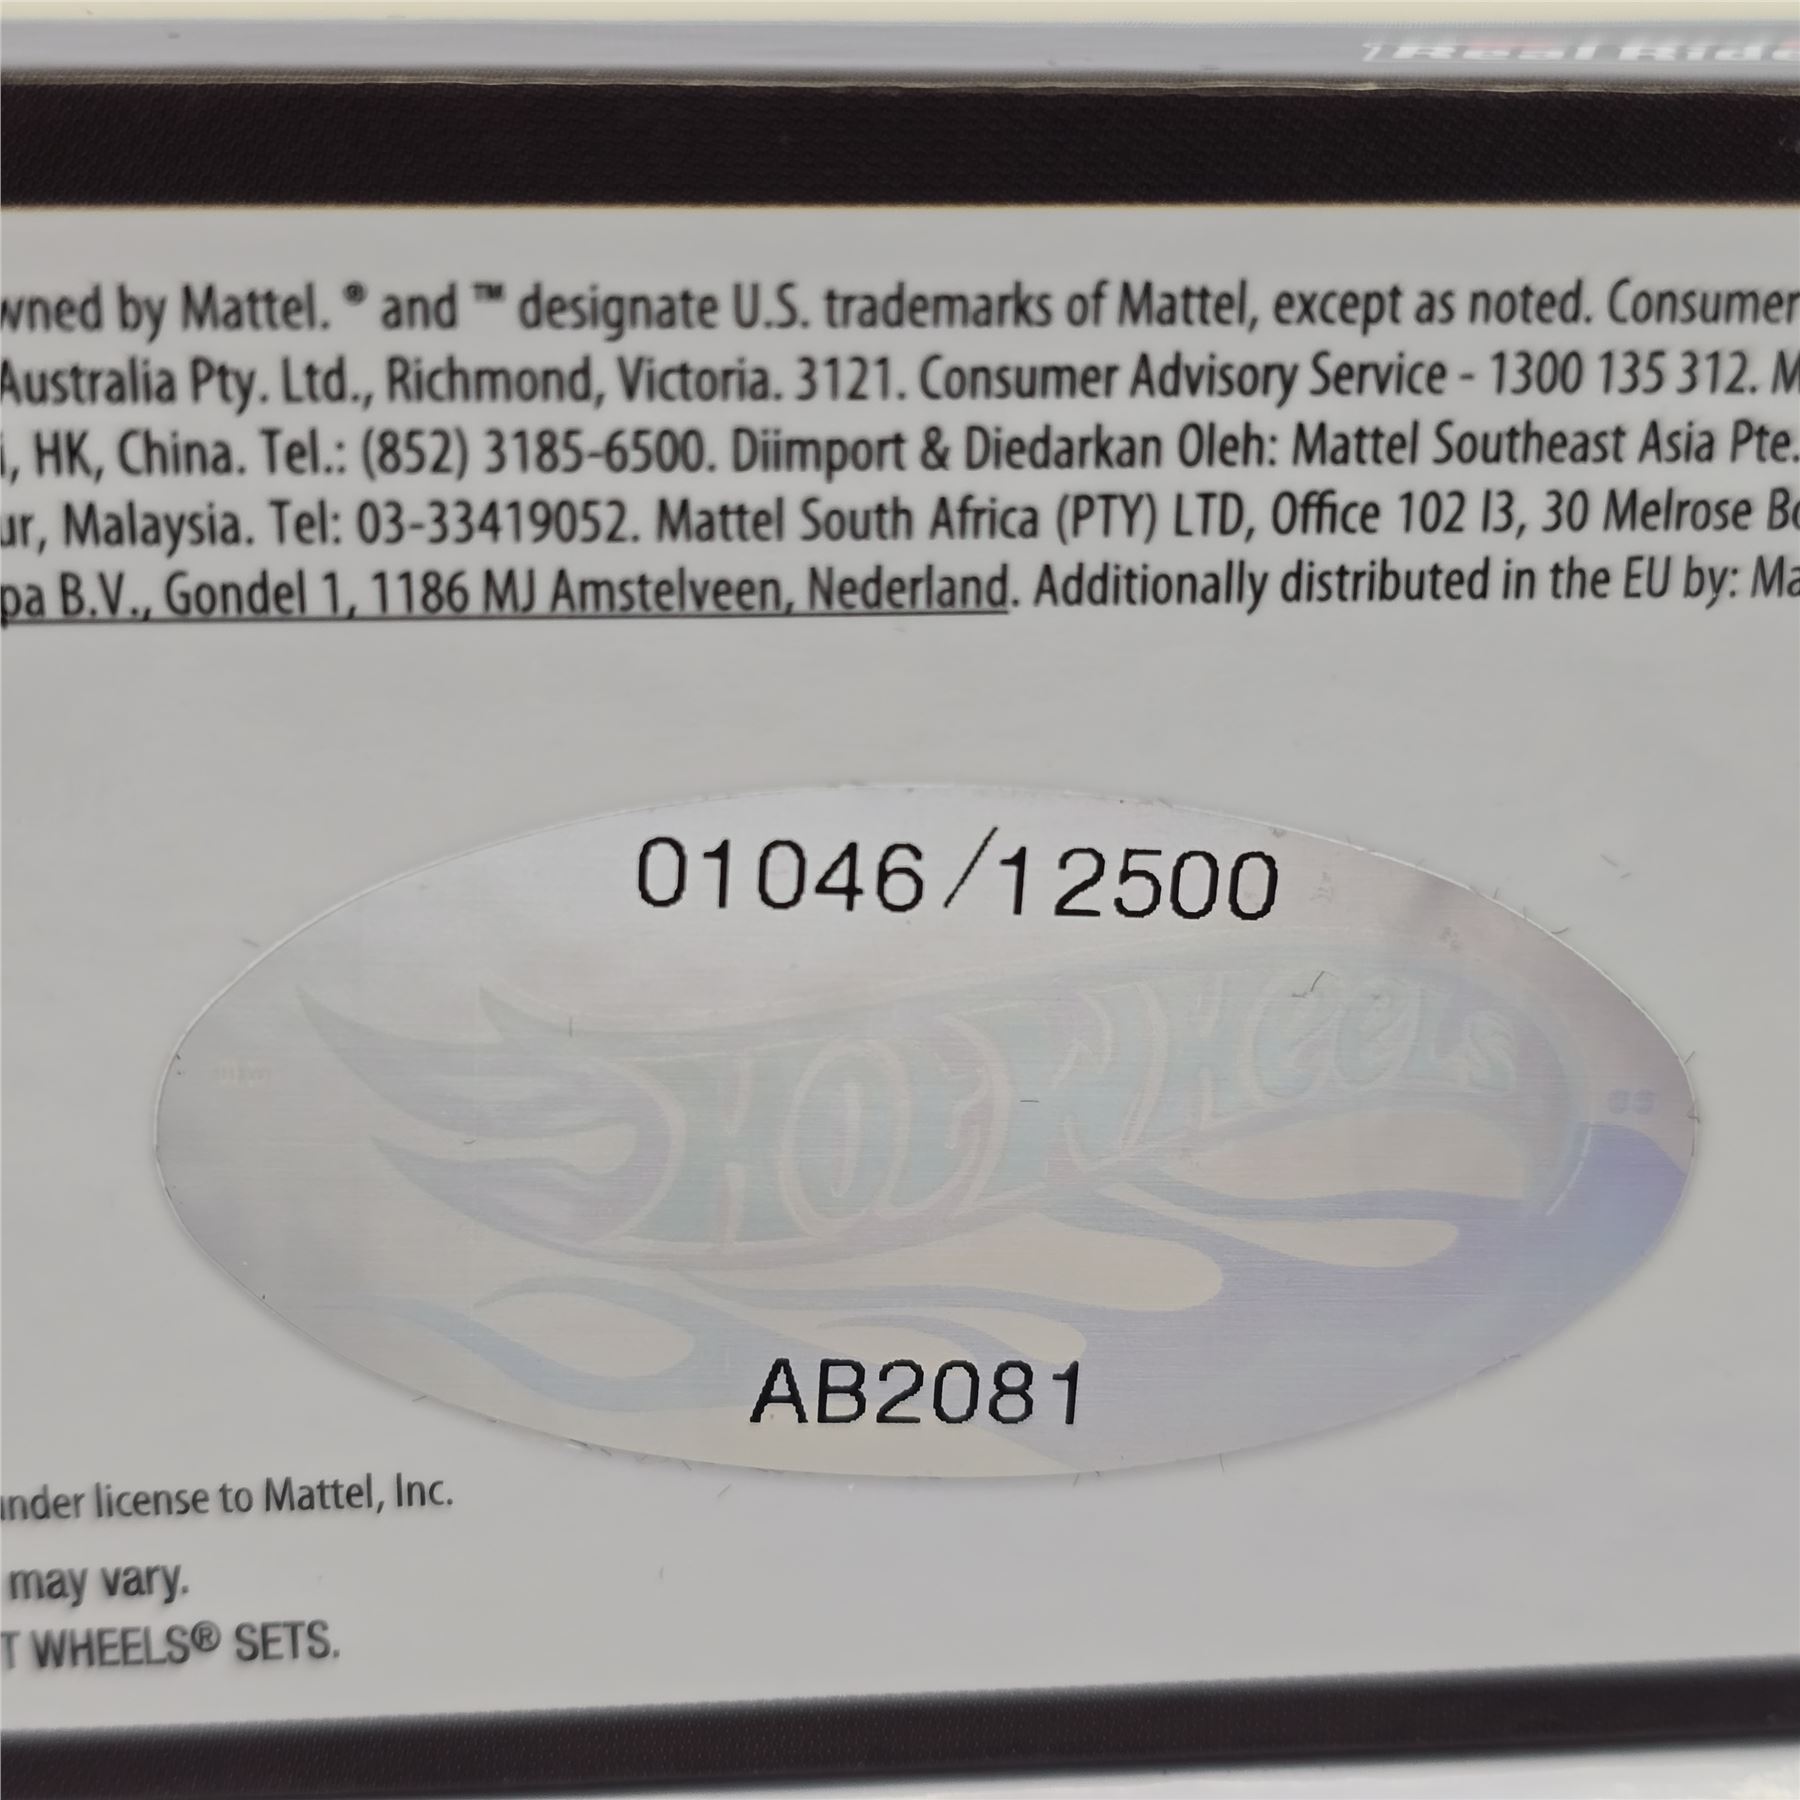 Real Ride
wned by Mattel. ® and ™ designate U.S. trademarks of Mattel, except as noted. Consumer
Australia Pty. Ltd., Richmond, Victoria. 3121. Consumer Advisory Service - 1300 135 312. M
i, HK, China. Tel.: (852) 3185-6500. Diimport & Diedarkan Oleh: Mattel Southeast Asia Pte.
ur, Malaysia. Tel: 03-33419052. Mattel South Africa (PTY) LTD, Office 102 I3, 30 Melrose Bo
pa B.V., Gondel 1, 1186 MJ Amstelveen, Nederland. Additionally distributed in the EU by: Ma
01046/12500
HOT WHEELS
AB2081
under license to Mattel, Inc.
may vary.
T WHEELS® SETS.